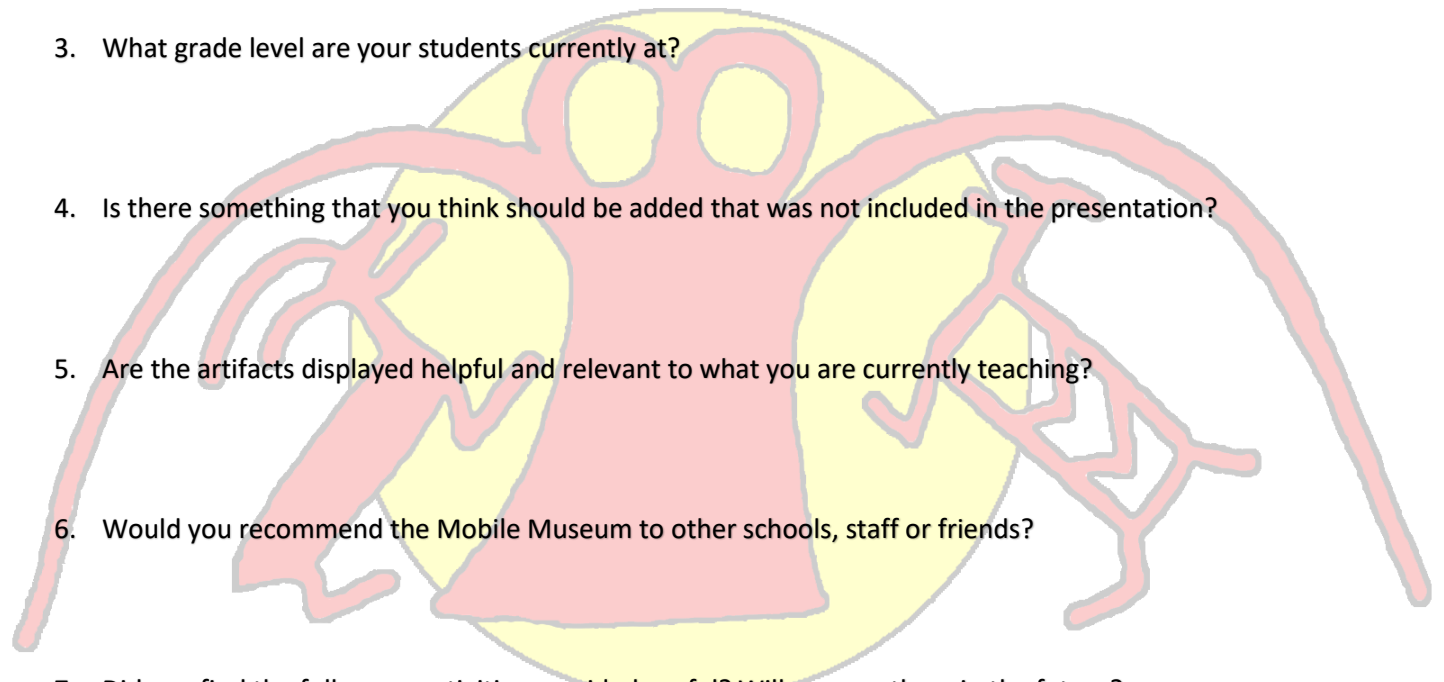 3. What grade level are your students currently at?
4. Is there something that you think should be added that was not included in the presentation?
5. Are the artifacts displayed helpful and relevant to what you are currently teaching?
6. Would you recommend the Mobile Museum to other schools, staff or friends?